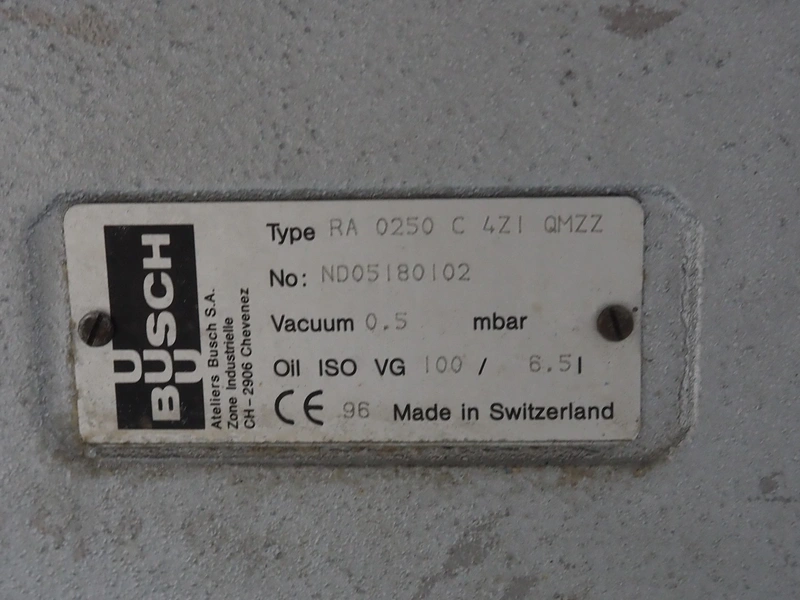 BUSCH
Ateliers Busch S.A.
Zone Industrielle
CH-2906 Chevenez
Type RA 0250 C 4Z1 QMZZ
No: ND05180102
Vacuum 0.5 mbar
Oil ISO VG 100 / 6.5 l
CE 96 Made in Switzerland